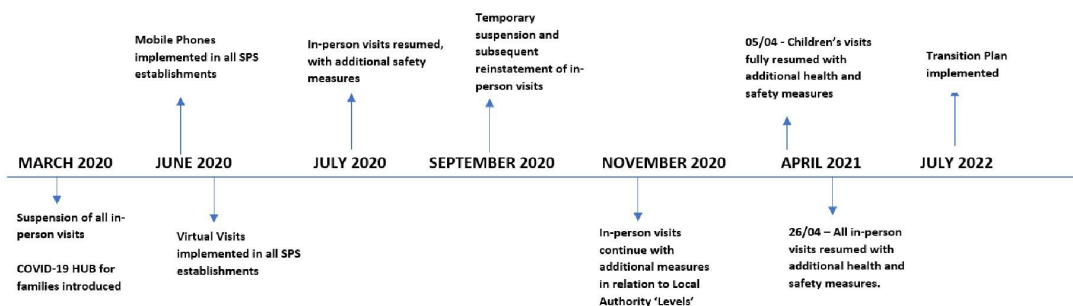 Mobile Phones
implemented in all SPS
establishments
In-person visits resumed,
with additional safety
measures
Temporary
suspension and
subsequent
reinstatement of in-
person visits
05/04 - Children’s visits
fully resumed with
additional health and
safety measures
Transition Plan
implemented
MARCH 2020
JUNE 2020
JULY 2020
SEPTEMBER 2020
NOVEMBER 2020
APRIL 2021
JULY 2022
Suspension of all in-
person visits
COVID-19 HUB for
families introduced
Virtual Visits
implemented in all SPS
establishments
In-person visits
continue with
additional measures
in relation to Local
Authority ‘Levels’
26/04 – All in-person
visits resumed with
additional health and
safety measures.